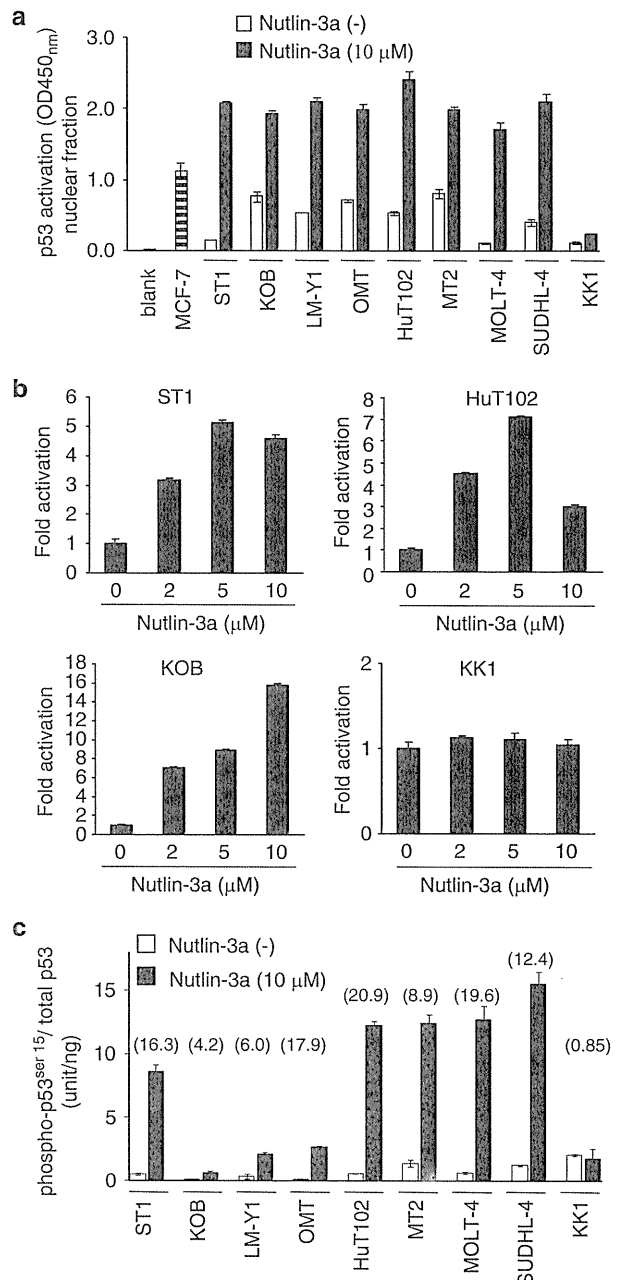 a
Nutlin-3a (-)
Nutlin-3a (10 μM)
p53 activation (OD450nm)
nuclear fraction
3.0
2.0
1.0
0.0
blank
MCF-7
ST1
KOB
LM-Y1
OMT
HuT102
MT2
MOLT-4
SUDHL-4
KK1
b
ST1
Fold activation
6
5
4
3
2
1
0
0 2 5 10
Nutlin-3a (μM)
HuT102
Fold activation
8
7
6
5
4
3
2
1
0
0 2 5 10
Nutlin-3a (μM)
KOB
Fold activation
18
16
14
12
10
8
6
4
2
0
0 2 5 10
Nutlin-3a (μM)
KK1
Fold activation
2
1
0
0 2 5 10
Nutlin-3a (μM)
c
Nutlin-3a (-)
Nutlin-3a (10 μM)
phospho-p53ser 15/ total p53
(unit/ng)
15
10
5
0
(16.3) (4.2) (6.0) (17.9) (20.9) (8.9) (19.6) (12.4) (0.85)
ST1
KOB
LM-Y1
OMT
HuT102
MT2
MOLT-4
SUDHL-4
KK1